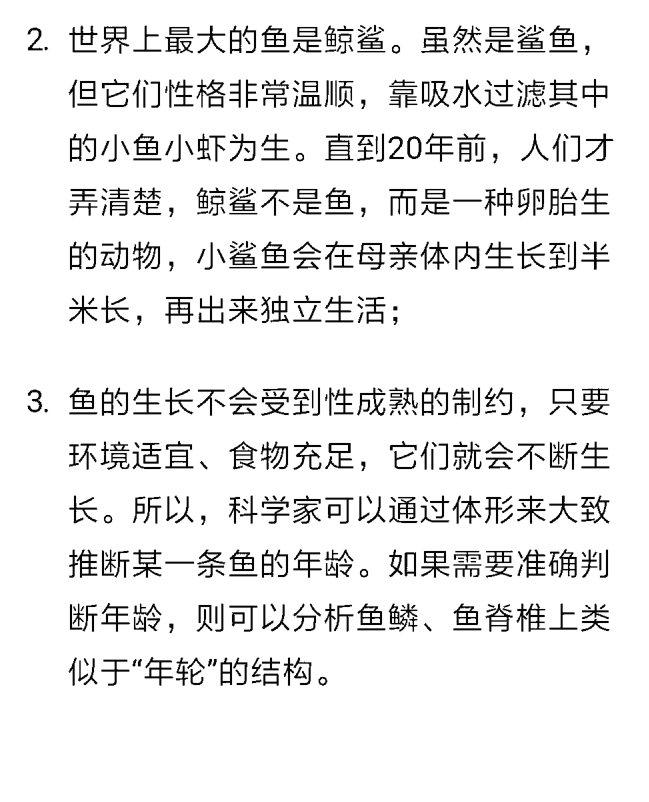 2. 世界上最大的鱼是鲸鲨。虽然是鲨鱼，
但它们性格非常温顺，靠吸水过滤其中
的小鱼小虾为生。直到20年前，人们才
弄清楚，鲸鲨不是鱼，而是一种卵胎生
的动物，小鲨鱼会在母亲体内生长到半
米长，再出来独立生活；
3. 鱼的生长不会受到性成熟的制约，只要
环境适宜、食物充足，它们就会不断生
长。所以，科学家可以通过体形来大致
推断某一条鱼的年龄。如果需要准确判
断年龄，则可以分析鱼鳞、鱼脊椎上类
似于“年轮”的结构。